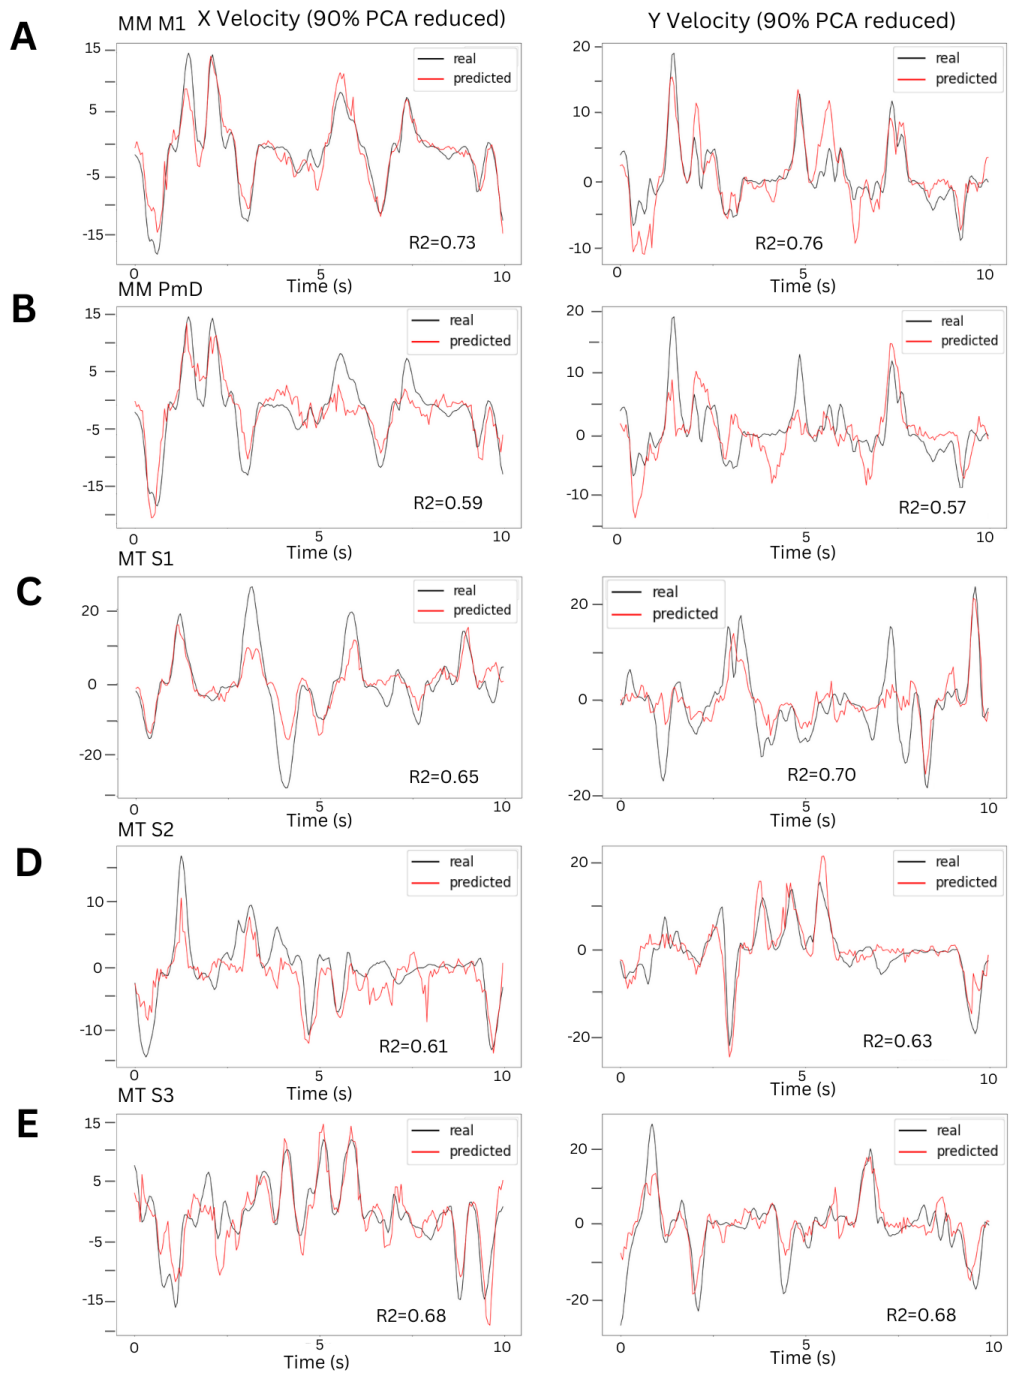 A
MM M1
X Velocity (90% PCA reduced)
Y Velocity (90% PCA reduced)
15
5
-5
-15
real
predicted
R2=0.73
0
5
10
Time (s)
20
10
0
-10
real
predicted
R2=0.76
0
5
10
Time (s)
B
MM PmD
15
5
-5
-15
real
predicted
R2=0.59
0
5
10
Time (s)
20
10
0
-10
real
predicted
R2=0.57
0
5
10
Time (s)
C
MT S1
20
0
-20
real
predicted
R2=0.65
0
5
10
Time (s)
20
0
-20
real
predicted
R2=0.70
0
5
10
Time (s)
D
MT S2
10
0
-10
real
predicted
R2=0.61
0
5
10
Time (s)
20
0
-20
real
predicted
R2=0.63
0
5
10
Time (s)
E
MT S3
15
5
-5
-15
real
predicted
R2=0.68
0
5
10
Time (s)
20
0
-20
real
predicted
R2=0.68
0
5
10
Time (s)